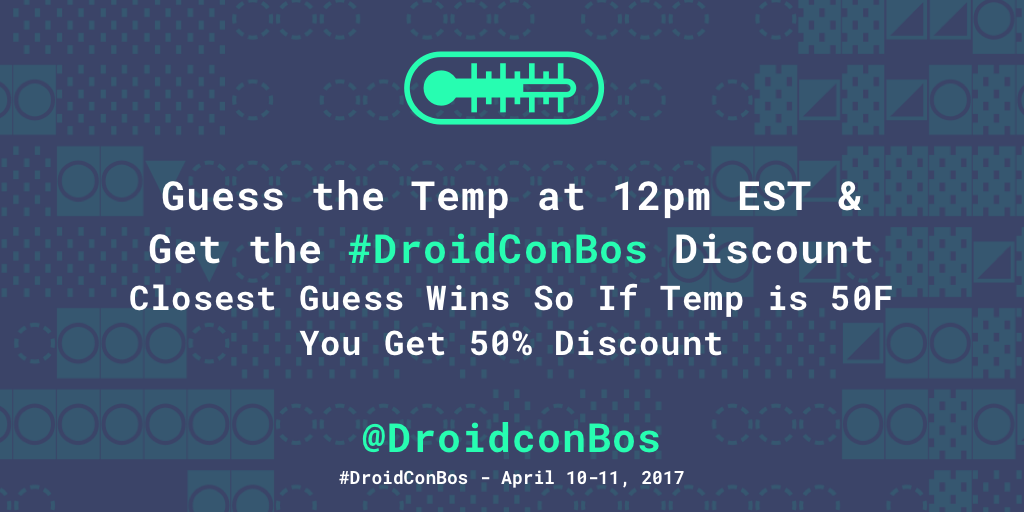 Guess the Temp at 12pm EST &
Get the #DroidConBos Discount
Closest Guess Wins So If Temp is 50F
You Get 50% Discount
@DroidconBos
#DroidConBos - April 10-11, 2017